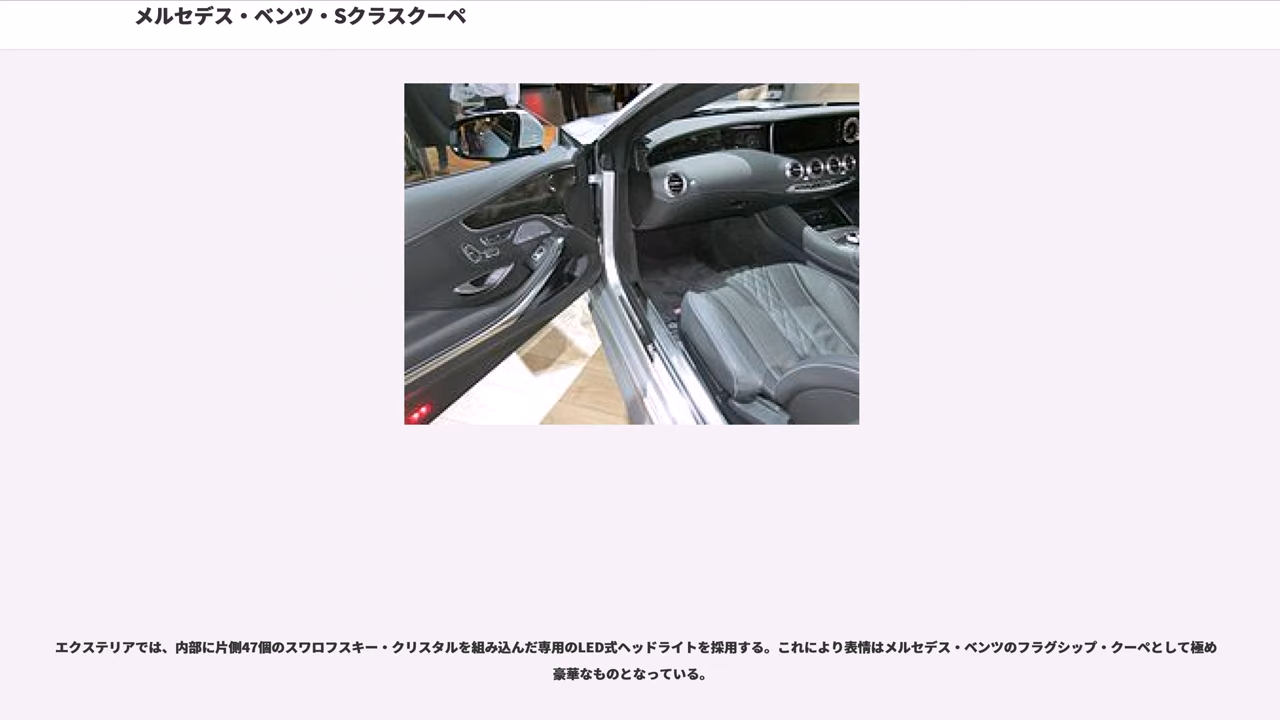 メルセデス・ベンツ・Sクラスクーペ
エクステリアでは、内部に片側47個のスワロフスキー・クリスタルを組み込んだ専用のLED式ヘッドライトを採用する。これにより表情はメルセデス・ベンツのフラグシップ・クーペとして極め
豪華なものとなっている。